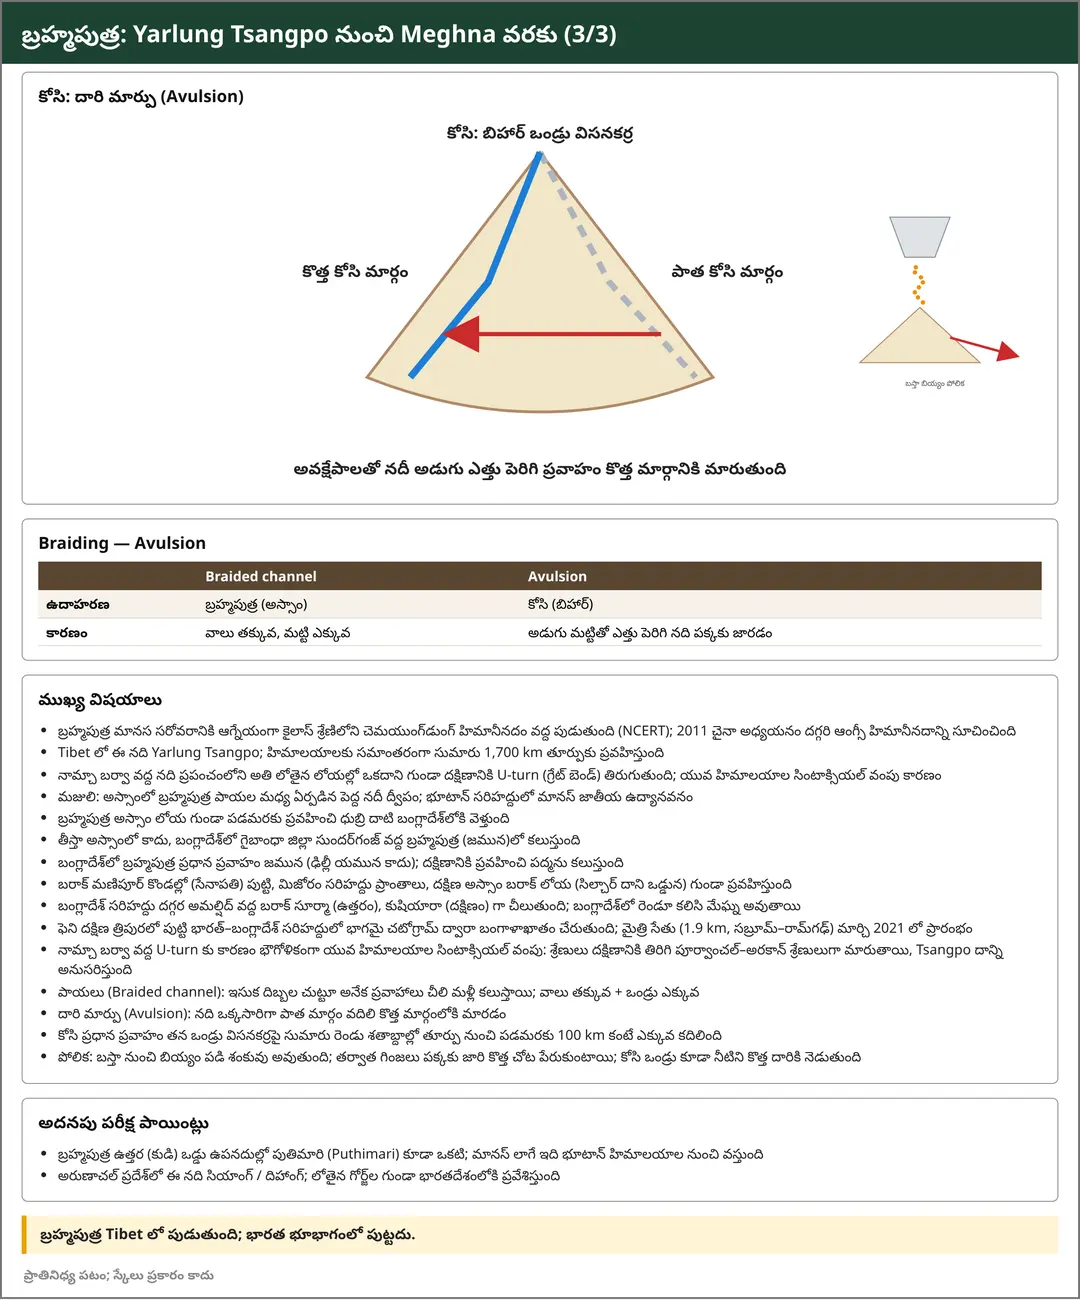 బ్రహ్మపుత్ర: Yarlung Tsangpo నుంచి Meghna వరకు (3/3)
కోసి: దారి మార్పు (Avulsion)
కోసి: బిహార్ ఒండ్రు విసనకర్ర
కొత్త కోసి మార్గం
పాత కోసి మార్గం
బస్తా బియ్యం పోలిక
అవక్షేపాలతో నదీ అడుగు ఎత్తు పెరిగి ప్రవాహం కొత్త మార్గానికి మారుతుంది
Braiding — Avulsion
Braided channel Avulsion
ఉదాహరణ బ్రహ్మపుత్ర (అస్సాం) కోసి (బిహార్)
కారణం వాలు తక్కువ, మట్టి ఎక్కువ అడుగు మట్టితో ఎత్తు పెరిగి నది పక్కకు జారడం
ముఖ్య విషయాలు
• బ్రహ్మపుత్ర మానస సరోవరానికి ఆగ్నేయంగా కైలాస్ శ్రేణిలోని చెమయుంగ్‌డుంగ్ హిమానీనదం వద్ద పుడుతుంది (NCERT); 2011 చైనా అధ్యయనం దగ్గరి ఆంగ్సీ హిమానీనదాన్ని సూచించింది
• Tibet లో ఈ నది Yarlung Tsangpo; హిమాలయాలకు సమాంతరంగా సుమారు 1,700 km తూర్పుకు ప్రవహిస్తుంది
• నామ్చా బర్వా వద్ద నది ప్రపంచంలోని అతి లోతైన లోయల్లో ఒకదాని గుండా దక్షిణానికి U-turn (గ్రేట్ బెండ్) తిరుగుతుంది; యువ హిమాలయాల సింటాక్సియల్ వంపు కారణం
• మజులి: అస్సాంలో బ్రహ్మపుత్ర పాయల మధ్య ఏర్పడిన పెద్ద నదీ ద్వీపం; భూటాన్ సరిహద్దులో మానస్ జాతీయ ఉద్యానవనం
• బ్రహ్మపుత్ర అస్సాం లోయ గుండా పడమరకు ప్రవహించి ధుబ్రి దాటి బంగ్లాదేశ్‌లోకి వెళ్తుంది
• తీస్తా అస్సాంలో కాదు, బంగ్లాదేశ్‌లో గైబాంధా జిల్లా సుందర్‌గంజ్ వద్ద బ్రహ్మపుత్ర (జమున)లో కలుస్తుంది
• బంగ్లాదేశ్‌లో బ్రహ్మపుత్ర ప్రధాన ప్రవాహం జమున (ఢిల్లీ యమున కాదు); దక్షిణానికి ప్రవహించి పద్మను కలుస్తుంది
• బరాక్ మణిపూర్ కొండల్లో (సేనాపతి) పుట్టి, మిజోరం సరిహద్దు ప్రాంతాలు, దక్షిణ అస్సాం బరాక్ లోయ (సిల్చార్ దాని ఒడ్డున) గుండా ప్రవహిస్తుంది
• బంగ్లాదేశ్ సరిహద్దు దగ్గర అమల్షిద్ వద్ద బరాక్ సూర్మా (ఉత్తరం), కుషియారా (దక్షిణం) గా చీలుతుంది; బంగ్లాదేశ్‌లో రెండూ కలిసి మేఘ్న అవుతాయి
• ఫెని దక్షిణ త్రిపురలో పుట్టి భారత్–బంగ్లాదేశ్ సరిహద్దులో భాగమై చటోగ్రామ్ ద్వారా బంగాళాఖాతం చేరుతుంది; మైత్రి సేతు (1.9 km, సబ్రూమ్–రామ్‌గఢ్) మార్చి 2021 లో ప్రారంభం
• నామ్చా బర్వా వద్ద U-turn కు కారణం భౌగోళికంగా యువ హిమాలయాల సింటాక్సియల్ వంపు: శ్రేణులు దక్షిణానికి తిరిగి పూర్వాంచల్–అరకాన్ శ్రేణులుగా మారుతాయి, Tsangpo దాన్ని
అనుసరిస్తుంది
• పాయలు (Braided channel): ఇసుక దిబ్బల చుట్టూ అనేక ప్రవాహాలు చీలి మళ్లీ కలుస్తాయి; వాలు తక్కువ + ఒండ్రు ఎక్కువ
• దారి మార్పు (Avulsion): నది ఒక్కసారిగా పాత మార్గం వదిలి కొత్త మార్గంలోకి మారడం
• కోసి ప్రధాన ప్రవాహం తన ఒండ్రు విసనకర్రపై సుమారు రెండు శతాబ్దాల్లో తూర్పు నుంచి పడమరకు 100 km కంటే ఎక్కువ కదిలింది
• పోలిక: బస్తా నుంచి బియ్యం పడి శంకువు అవుతుంది; తర్వాత గింజలు పక్కకు జారి కొత్త చోట పేరుకుంటాయి; కోసి ఒండ్రు కూడా నీటిని కొత్త దారికి నెడుతుంది
అదనపు పరీక్ష పాయింట్లు
• బ్రహ్మపుత్ర ఉత్తర (కుడి) ఒడ్డు ఉపనదుల్లో పుతిమారి (Puthimari) కూడా ఒకటి; మానస్ లాగే ఇది భూటాన్ హిమాలయాల నుంచి వస్తుంది
• అరుణాచల్ ప్రదేశ్‌లో ఈ నది సియాంగ్ / దిహాంగ్; లోతైన గోర్జ్‌ల గుండా భారతదేశంలోకి ప్రవేశిస్తుంది
బ్రహ్మపుత్ర Tibet లో పుడుతుంది; భారత భూభాగంలో పుట్టదు.
ప్రాతినిధ్య పటం; స్కేలు ప్రకారం కాదు